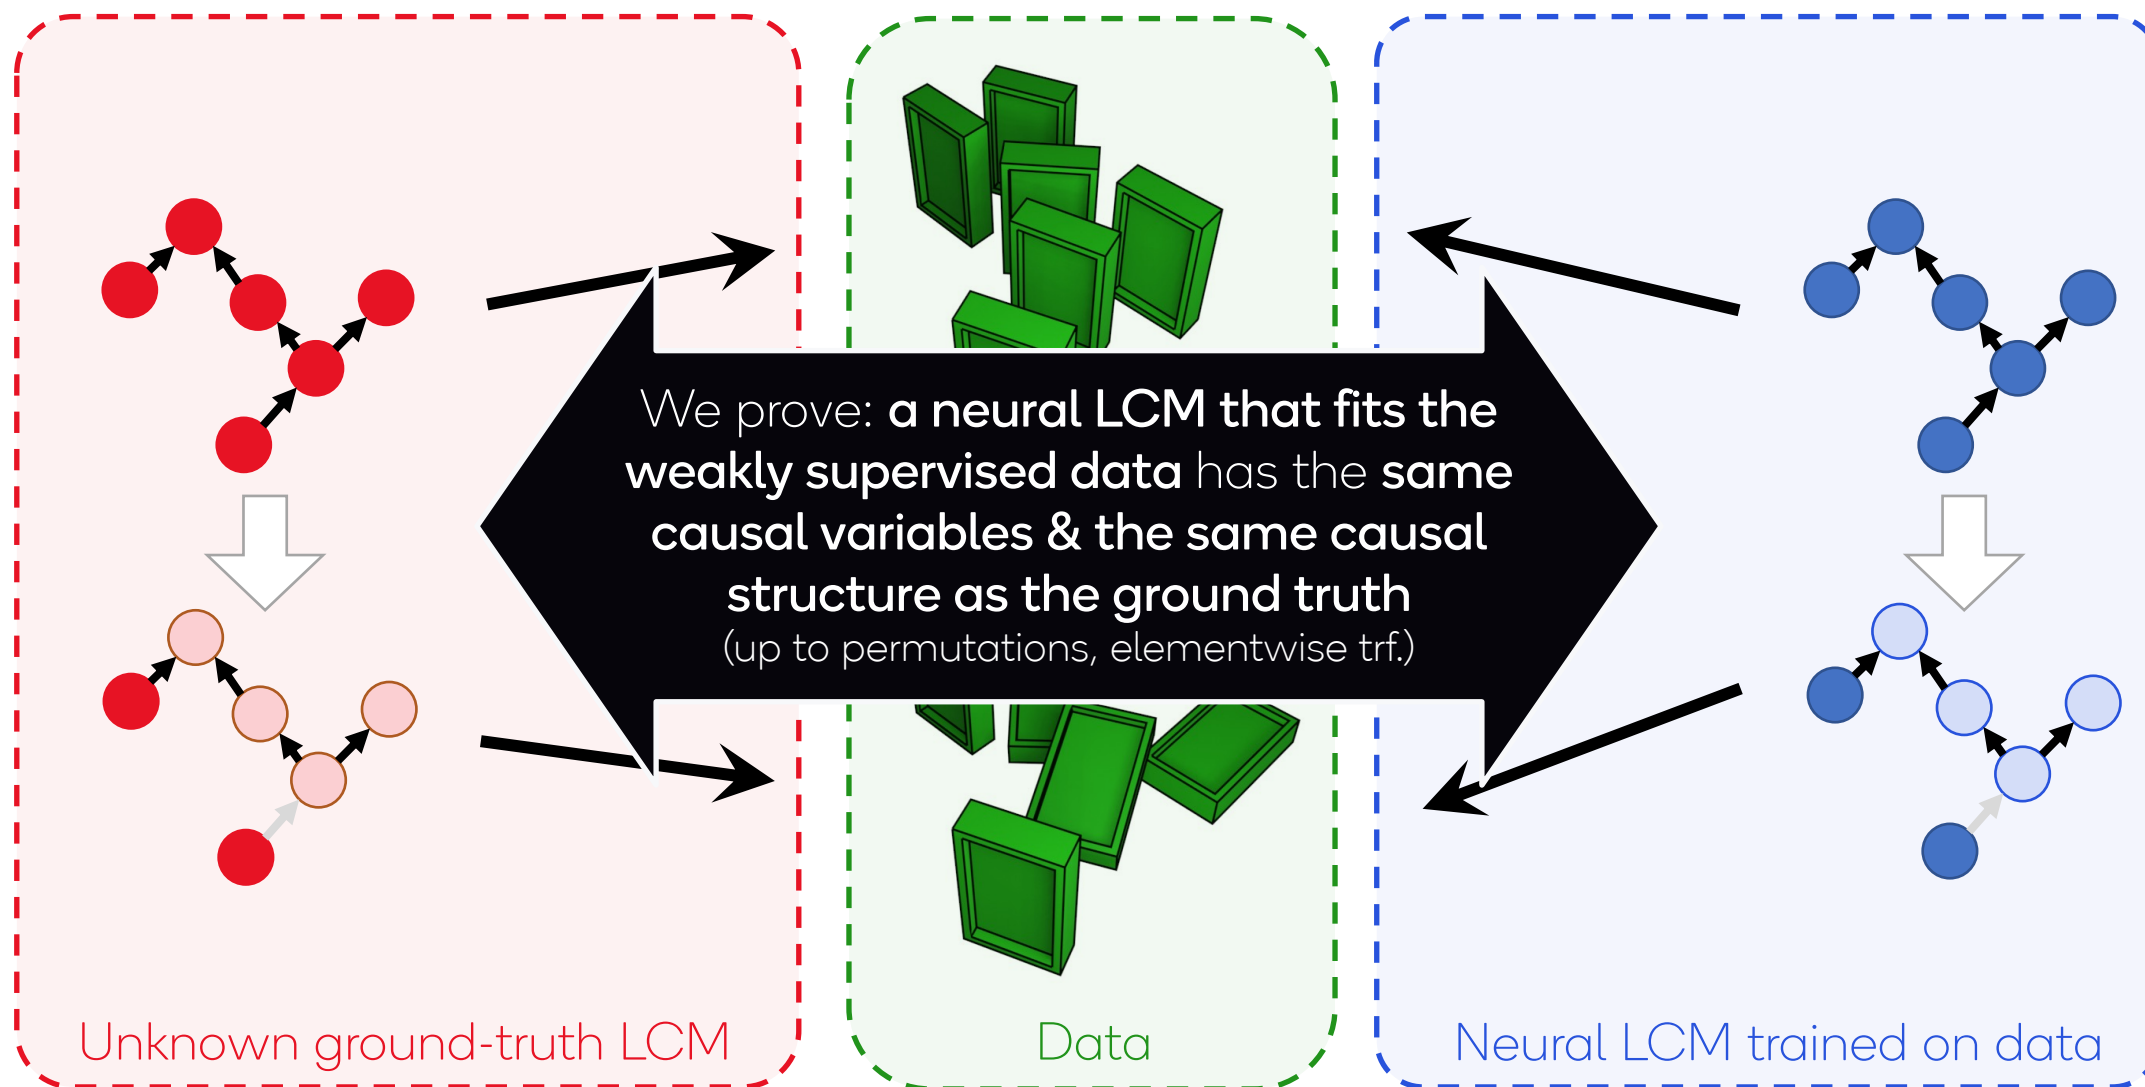 We prove: a neural LCM that fits the
weakly supervised data has the same
causal variables & the same causal
structure as the ground truth
(up to permutations, elementwise trf.)
Unknown ground-truth LCM
Data
Neural LCM trained on data